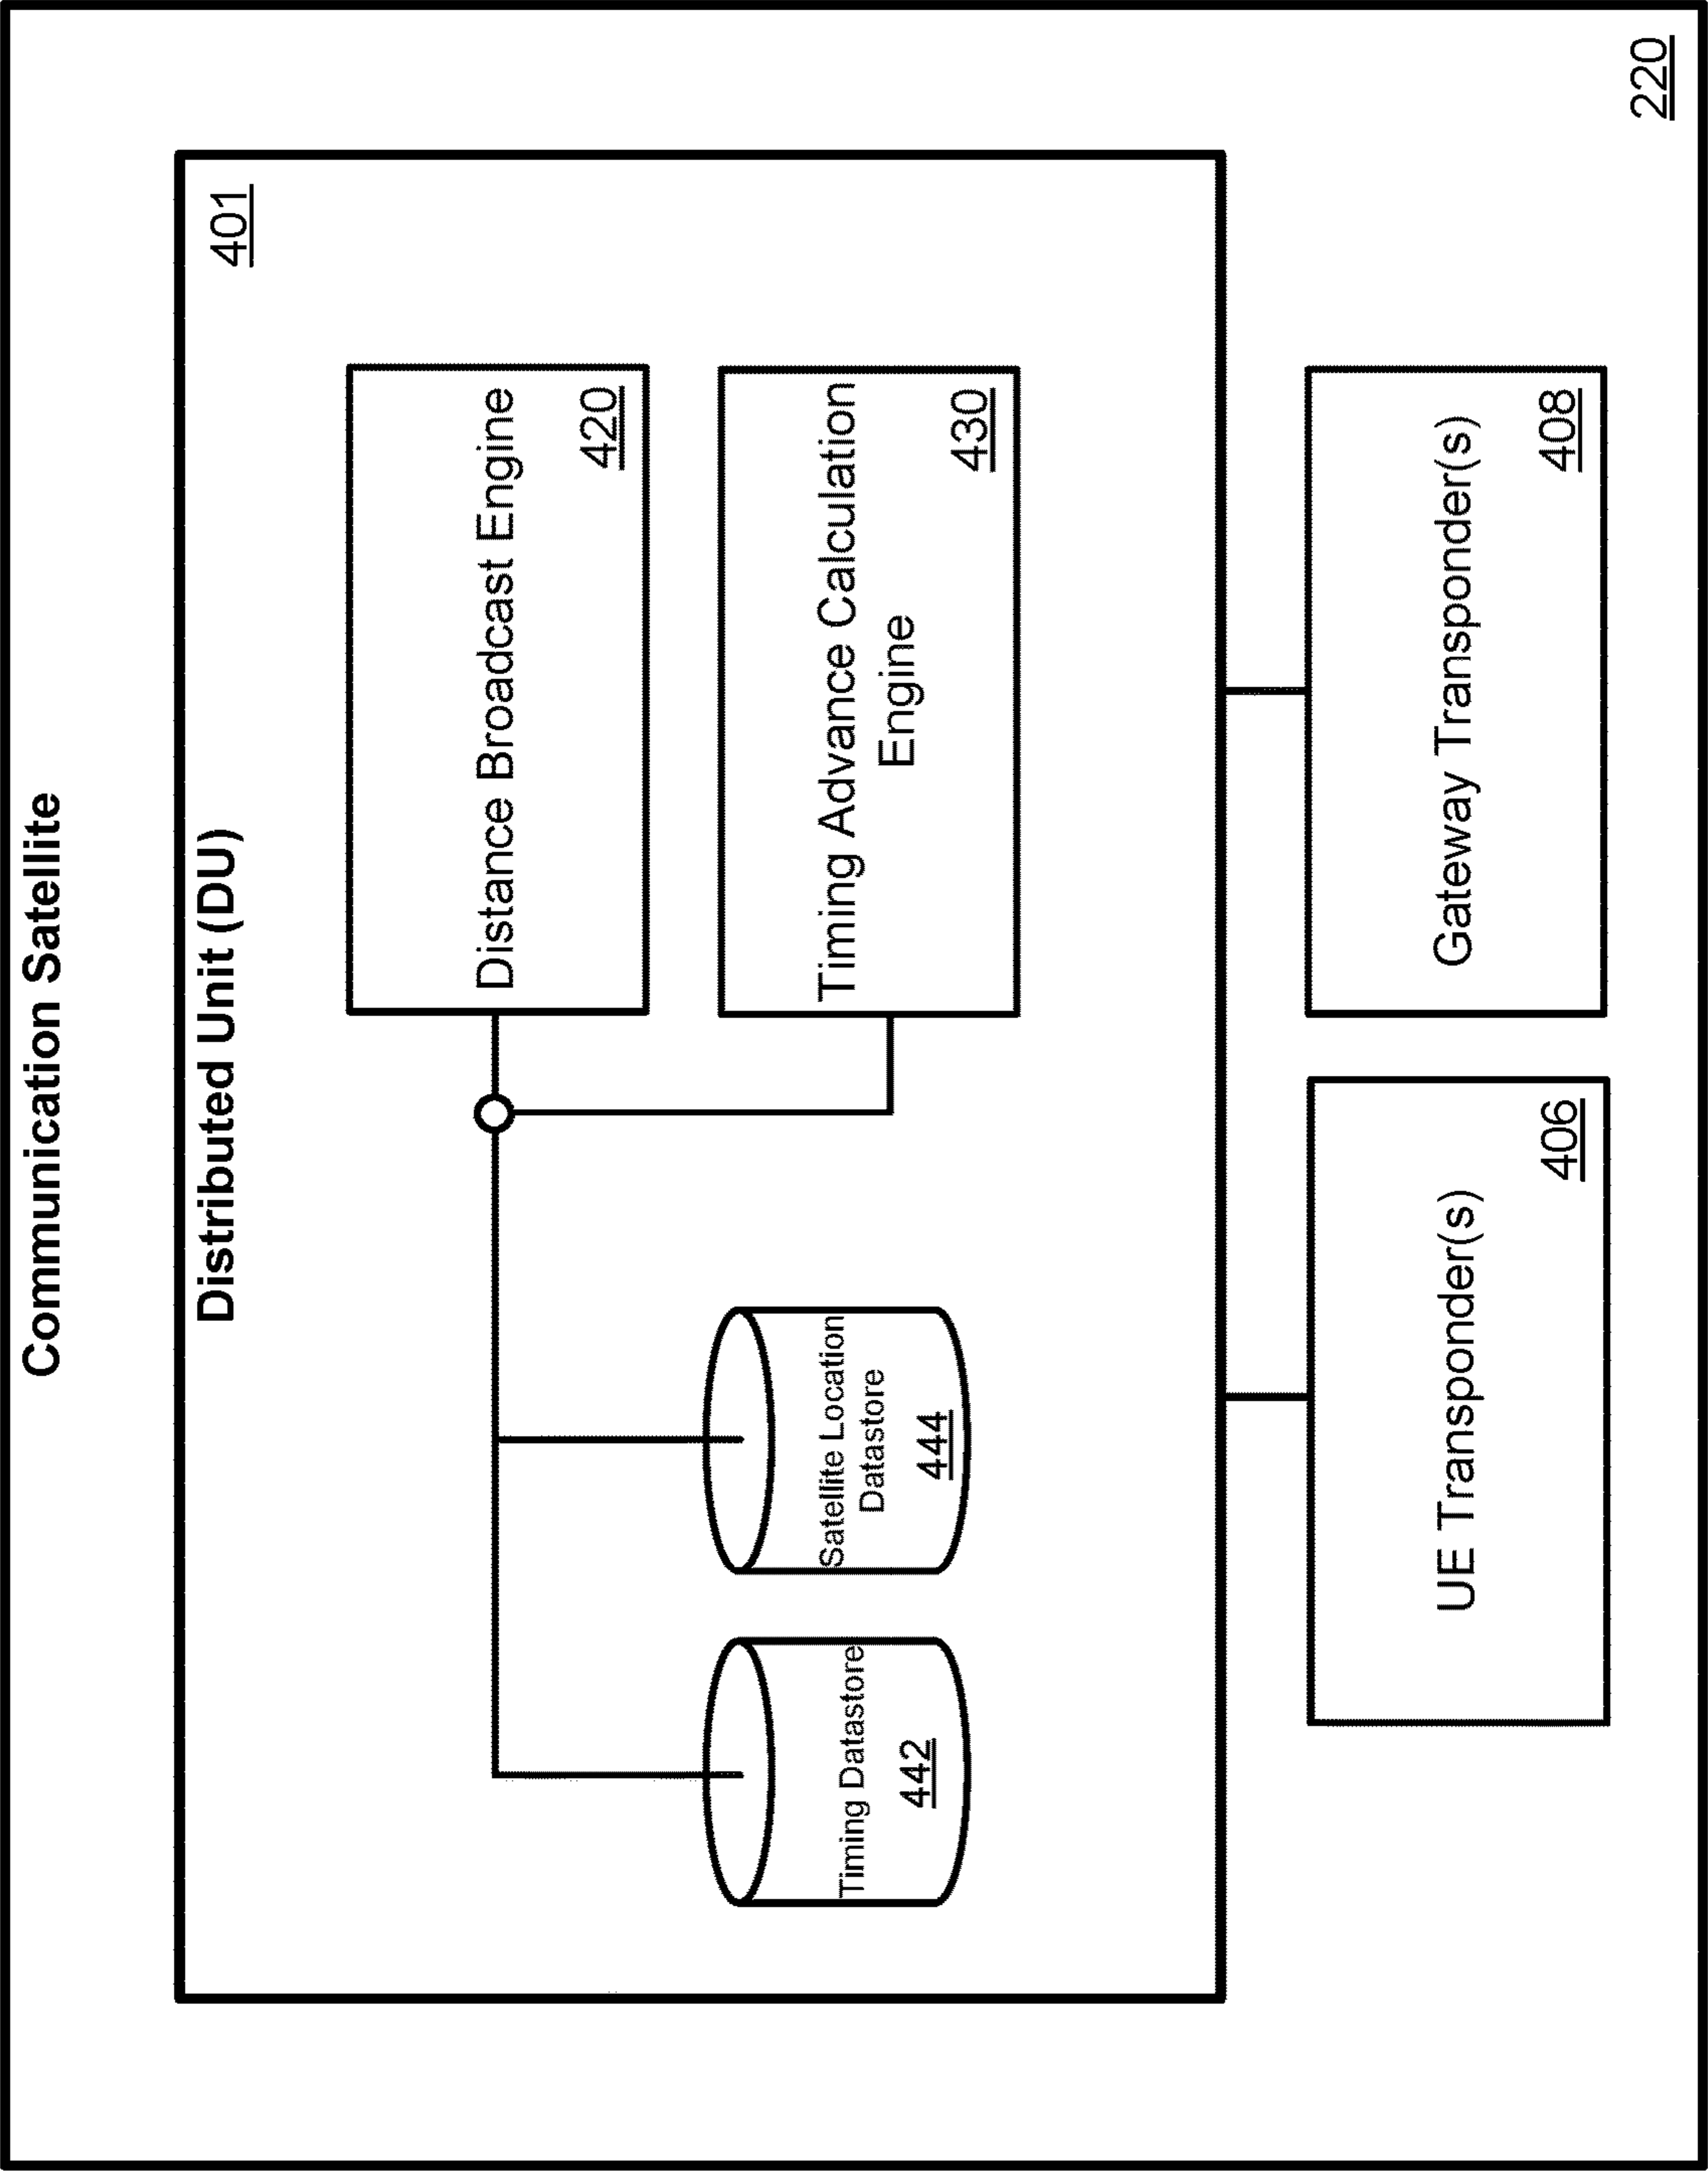 Communication Satellite
Distributed Unit (DU)
401
Distance Broadcast Engine
420
Timing Advance Calculation
Engine
430
Satellite Location
Datastore
444
Timing Datastore
442
UE Transponder(s)
406
Gateway Transponder(s)
408
220